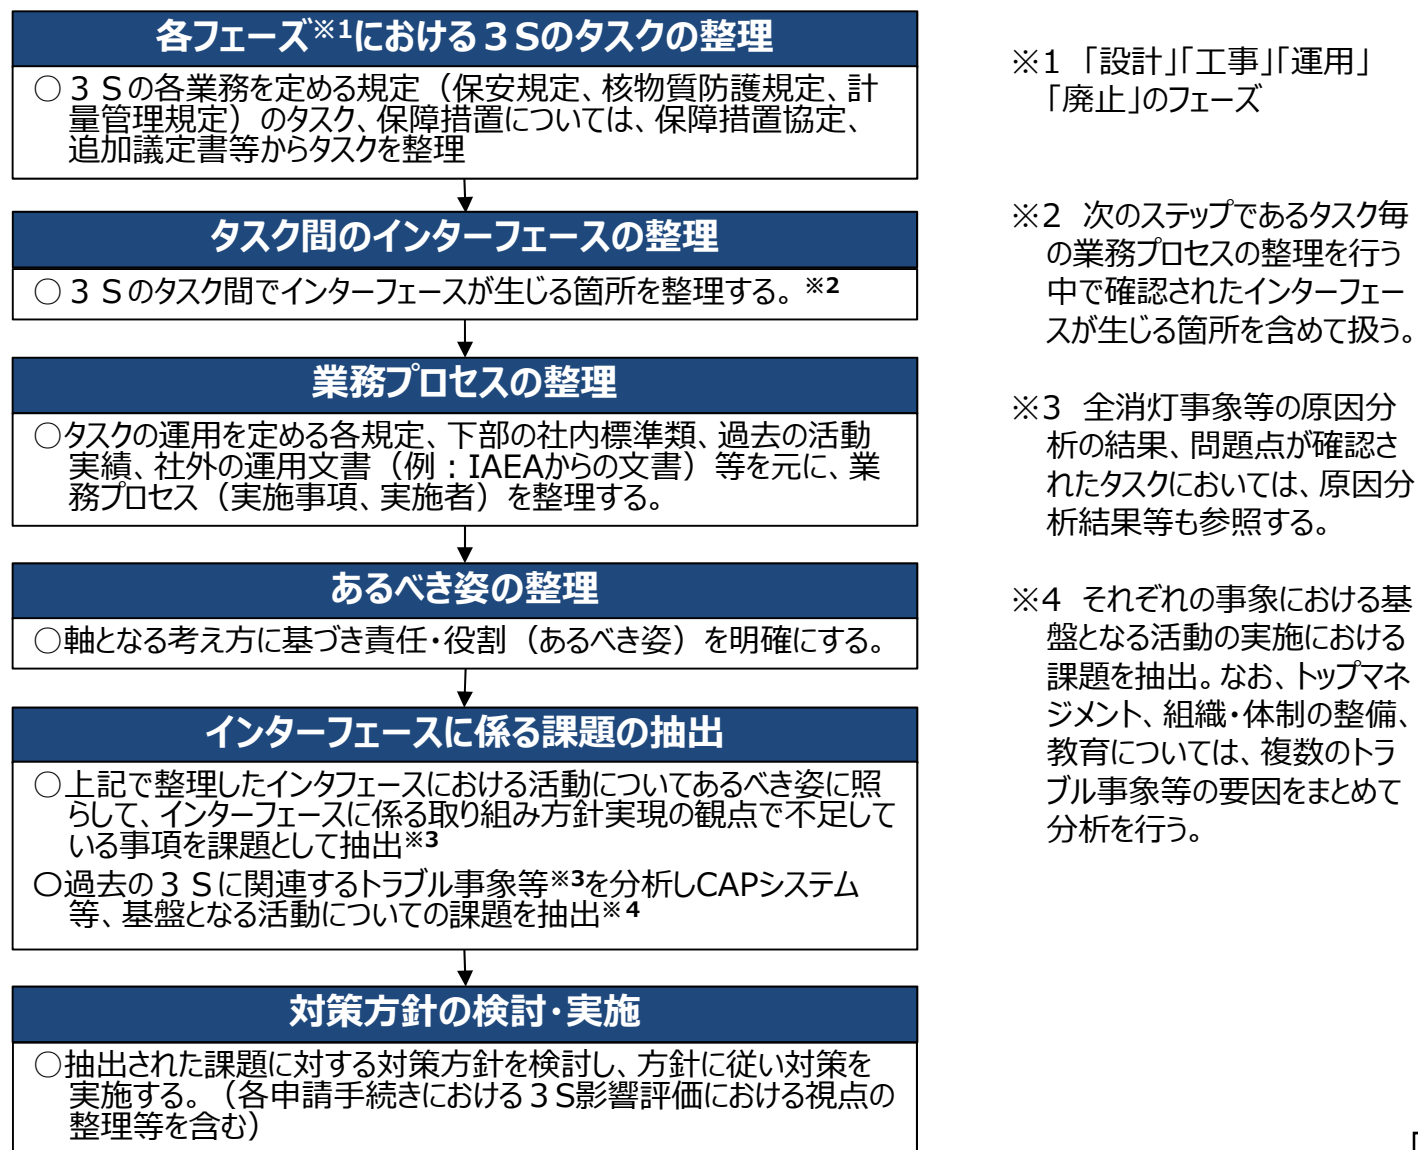 各フェーズ※1における３Sのタスクの整理
○３Ｓの各業務を定める規定（保安規定、核物質防護規定、計
量管理規定）のタスク、保障措置については、保障措置協定、
追加議定書等からタスクを整理
タスク間のインターフェースの整理
○３Ｓのタスク間でインターフェースが生じる箇所を整理する。※2
業務プロセスの整理
○タスクの運用を定める各規定、下部の社内標準類、過去の活動
実績、社外の運用文書（例：IAEAからの文書）等を元に、業
務プロセス（実施事項、実施者）を整理する。
あるべき姿の整理
○軸となる考え方に基づき責任・役割（あるべき姿）を明確にする。
インターフェースに係る課題の抽出
○上記で整理したインタフェースにおける活動についてあるべき姿に照
らして、インターフェースに係る取り組み方針実現の観点で不足して
いる事項を課題として抽出※3
〇過去の３Ｓに関連するトラブル事象等※3を分析しCAPシステム
等、基盤となる活動についての課題を抽出※４
対策方針の検討・実施
○抽出された課題に対する対策方針を検討し、方針に従い対策を
実施する。（各申請手続きにおける３S影響評価における視点の
整理等を含む）
※1　「設計」「工事」「運用」
「廃止」のフェーズ
※2　次のステップであるタスク毎
の業務プロセスの整理を行う
中で確認されたインターフェー
スが生じる箇所を含めて扱う。
※3　全消灯事象等の原因分
析の結果、問題点が確認さ
れたタスクにおいては、原因分
析結果等も参照する。
※4　それぞれの事象における基
盤となる活動の実施における
課題を抽出。なお、トップマネ
ジメント、組織・体制の整備、
教育については、複数のトラ
ブル事象等の要因をまとめて
分析を行う。